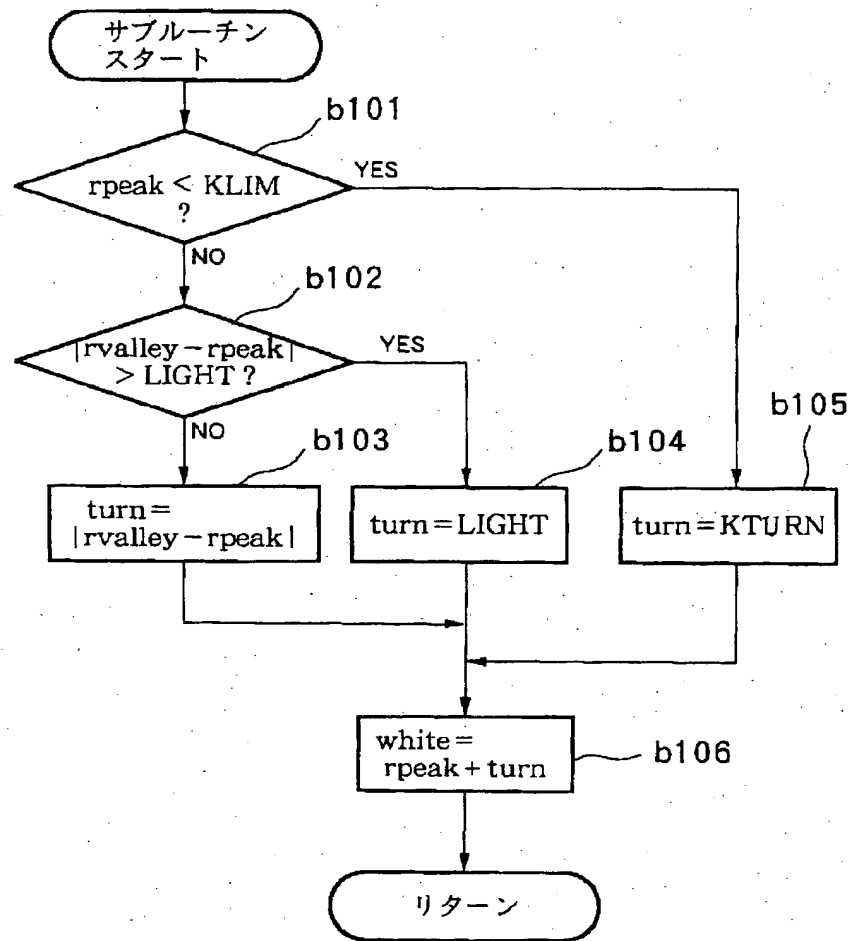 サブルーチン
スタート
b101
rpeak < KLIM
?
YES
NO
b102
|rvalley-rpeak|
> LIGHT ?
YES
NO
b103
turn=
|rvalley-rpeak|
b104
turn=LIGHT
b105
turn=KTURN
white=
rpeak+turn
b106
リターン